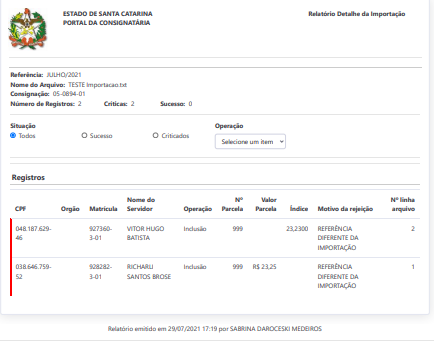 ESTADO DE SANTA CATARINA
PORTAL DA CONSIGNATÁRIA
Relatório Detalhe da Importação
Referência: JULHO/2021
Nome do Arquivo: TESTE Importacao.txt
Consignação: 05-0894-01
Número de Registros: 2 Críticas: 2 Sucesso: 0
Situação Operação
Todos Sucesso Criticados Selecione um item
Registros
CPF Orgão Matrícula Nome do Servidor Operação Nº Parcela Valor Parcela Índice Motivo da rejeição Nº linha arquivo
048.187.629-46 927360-3-01 VITOR HUGO BATISTA Inclusão 999 23,2300 REFERÊNCIA DIFERENTE DA IMPORTAÇÃO 2
038.646.759-52 928282-3-01 RICHARLI SANTOS BROSE Inclusão 999 R$ 23,25 REFERÊNCIA DIFERENTE DA IMPORTAÇÃO 1
Relatório emitido em 29/07/2021 17:19 por SABRINA DAROCESKI MEDEIROS